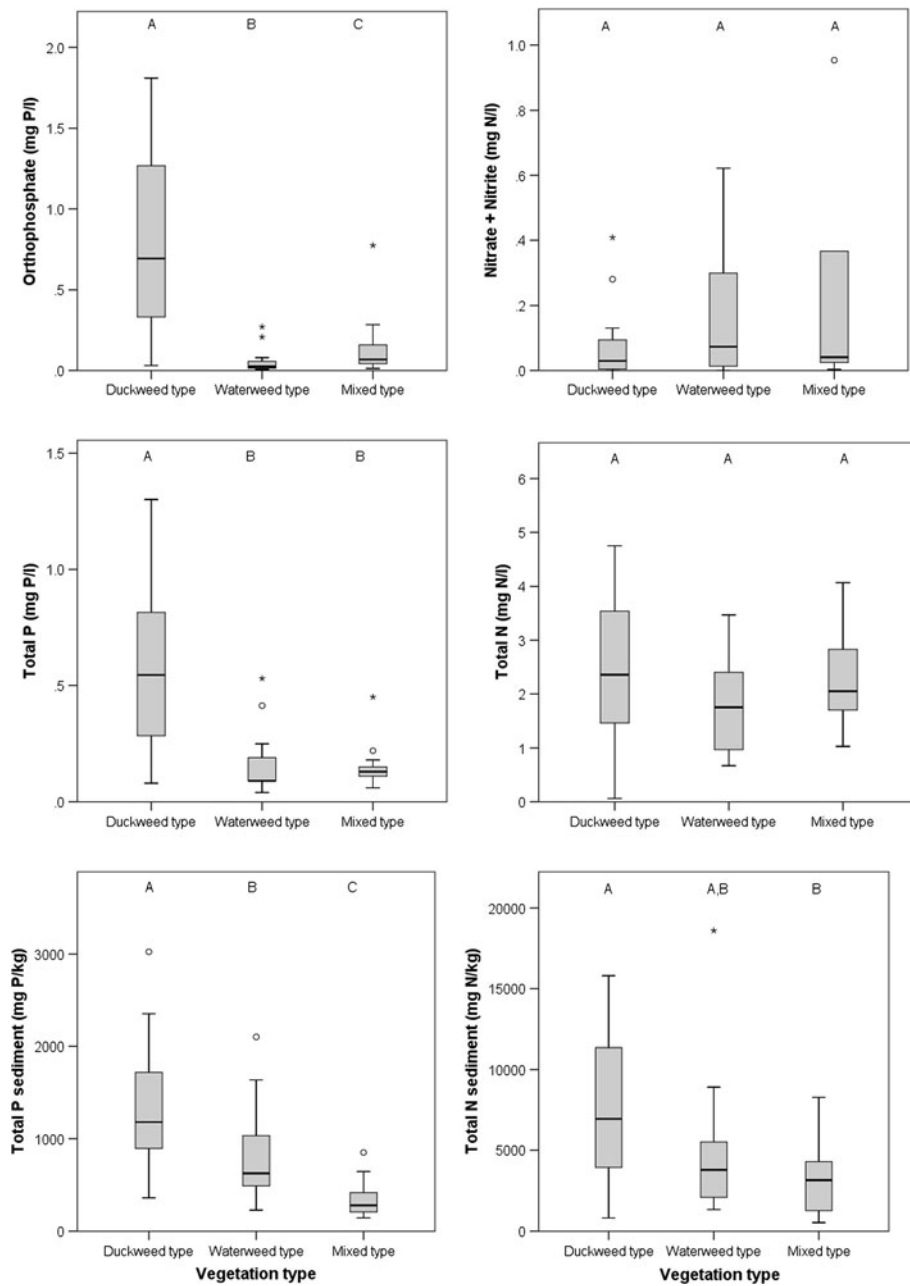 A B C
2.0
1.5
1.0
.5
.0
Orthophosphate (mg P/l)
Duckweed type Waterweed type Mixed type
A A A
1.0
.8
.6
.4
.2
.0
Nitrate + Nitrite (mg N/l)
Duckweed type Waterweed type Mixed type
A B B
1.5
1.0
.5
.0
Total P (mg P/l)
Duckweed type Waterweed type Mixed type
A A A
6
5
4
3
2
1
0
Total N (mg N/l)
Duckweed type Waterweed type Mixed type
A B C
3000
2000
1000
0
Total P sediment (mg P/kg)
Duckweed type Waterweed type Mixed type
Vegetation type
A A,B B
20000
15000
10000
5000
0
Total N sediment (mg N/kg)
Duckweed type Waterweed type Mixed type
Vegetation type